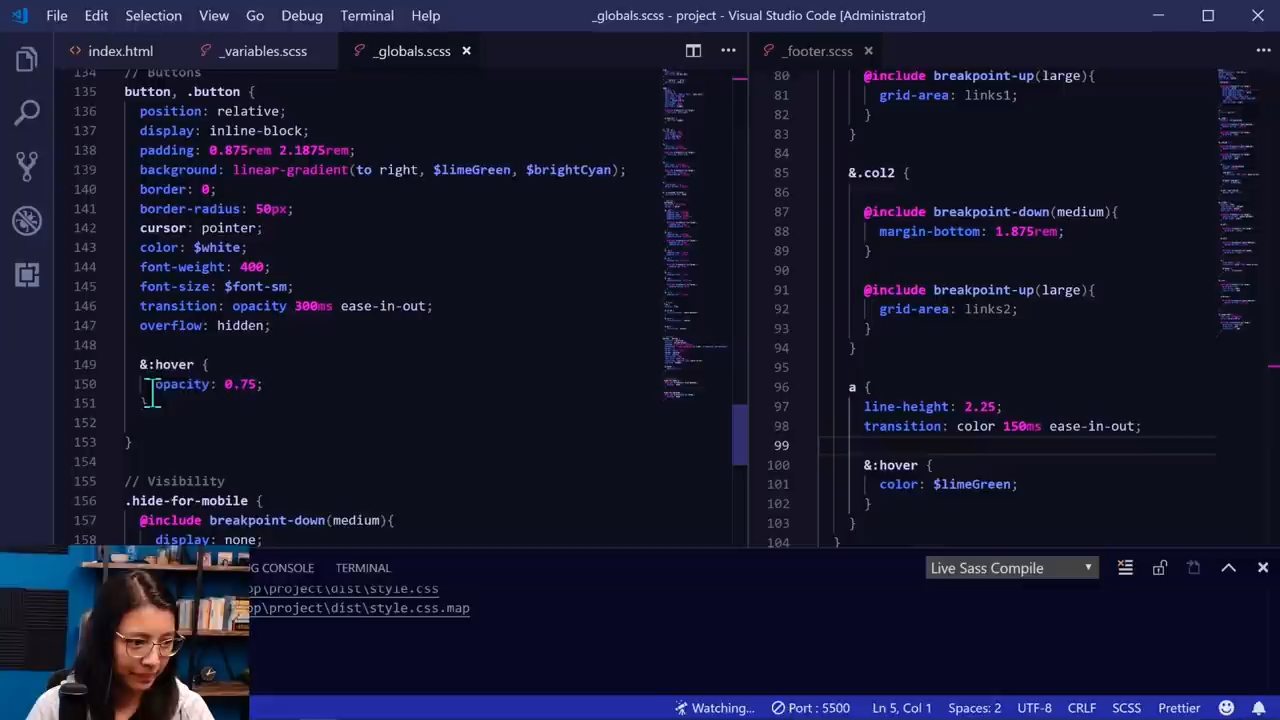 File Edit Selection View Go Debug Terminal Help
_globals.scss - project - Visual Studio Code [Administrator]
index.html
_variables.scss
_globals.scss
134 // Buttons
135 button, .button {
136 position: relative;
137 display: inline-block;
138 padding: 0.875rem 2.1875rem;
139 background: linear-gradient(to right, $limeGreen, $brightCyan);
140 border: 0;
141 border-radius: 50px;
142 cursor: pointer;
143 color: $white;
144 font-weight: 400;
145 font-size: $font-sm;
146 transition: opacity 300ms ease-in-out;
147 overflow: hidden;
148
149 &:hover {
150 opacity: 0.75;
151 }
152
153 }
154
155 // Visibility
156 .hide-for-mobile {
157 @include breakpoint-down(medium){
158 display: none;
_footer.scss
80 @include breakpoint-up(large){
81 grid-area: links1;
82 }
83 }
84
85 &.col2 {
86
87 @include breakpoint-down(medium
88 margin-bottom: 1.875rem;
89 }
90
91 @include breakpoint-up(large){
92 grid-area: links2;
93 }
94 }
95
96 a {
97 line-height: 2.25;
98 transition: color 150ms ease-in-out;
99
100 &:hover {
101 color: $limeGreen;
102 }
103 }
104 }
G CONSOLE TERMINAL
Live Sass Compile
op\project\dist\style.css
op\project\dist\style.css.map
Watching... Port : 5500 Ln 5, Col 1 Spaces: 2 UTF-8 CRLF SCSS Prettier